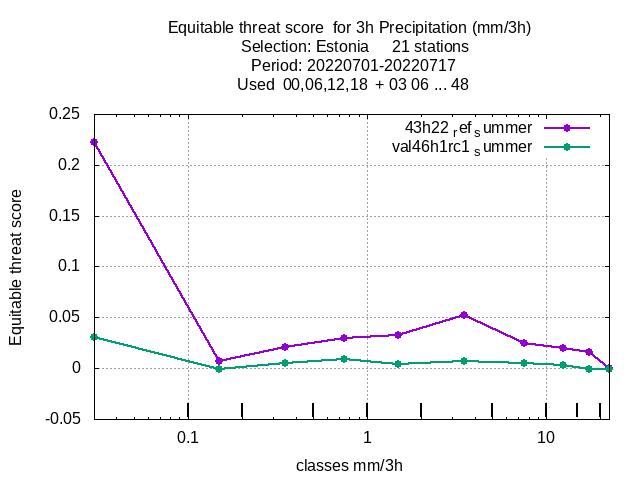 Equitable threat score  for 3h Precipitation (mm/3h)
Selection: Estonia     21 stations
Period: 20220701-20220717
Used  00,06,12,18  + 03 06 ... 48
43h22 ref summer
val46h1rc1 summer
0.25
0.2
0.15
0.1
0.05
0
-0.05
Equitable threat score
0.1 1 10
classes mm/3h